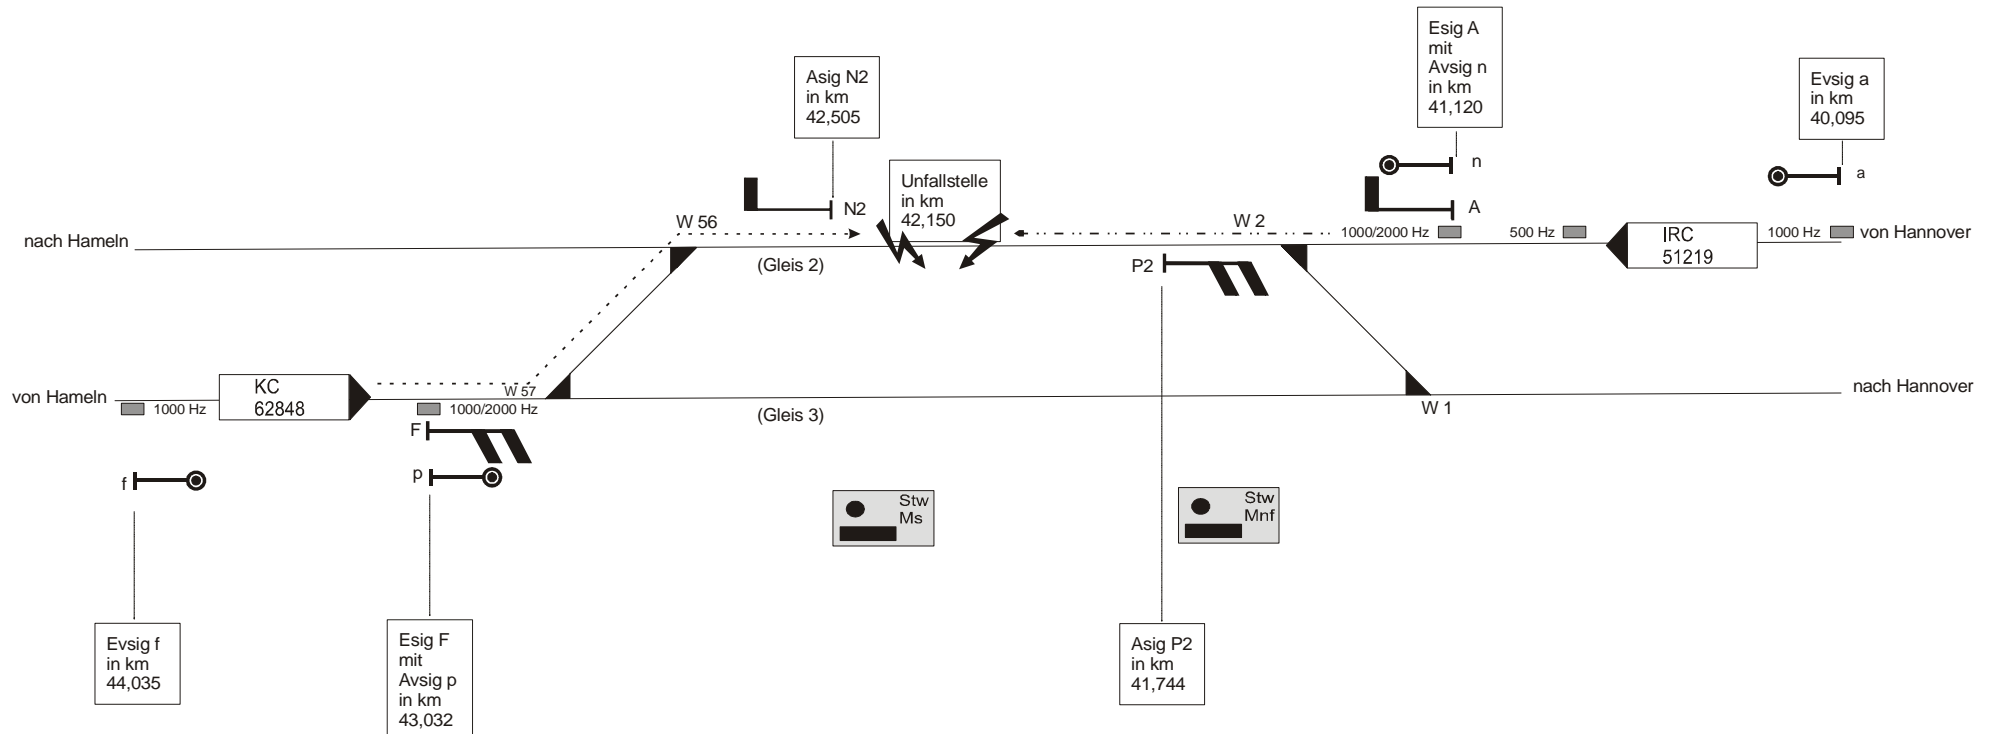 Esig A
mit
Avsig n
in km
41,120
Asig N2
in km
42,505
Evsig a
in km
40,095
n
a
Unfallstelle
in km
42,150
N2
A
W 56
W 2
1000/2000 Hz
500 Hz
IRC
51219
1000 Hz
von Hannover
nach Hameln
(Gleis 2)
P2
KC
62848
W 57
nach Hannover
von Hameln
1000 Hz
1000/2000 Hz
(Gleis 3)
W 1
F
p
f
Stw
Ms
Stw
Mnf
Evsig f
in km
44,035
Esig F
mit
Avsig p
in km
43,032
Asig P2
in km
41,744